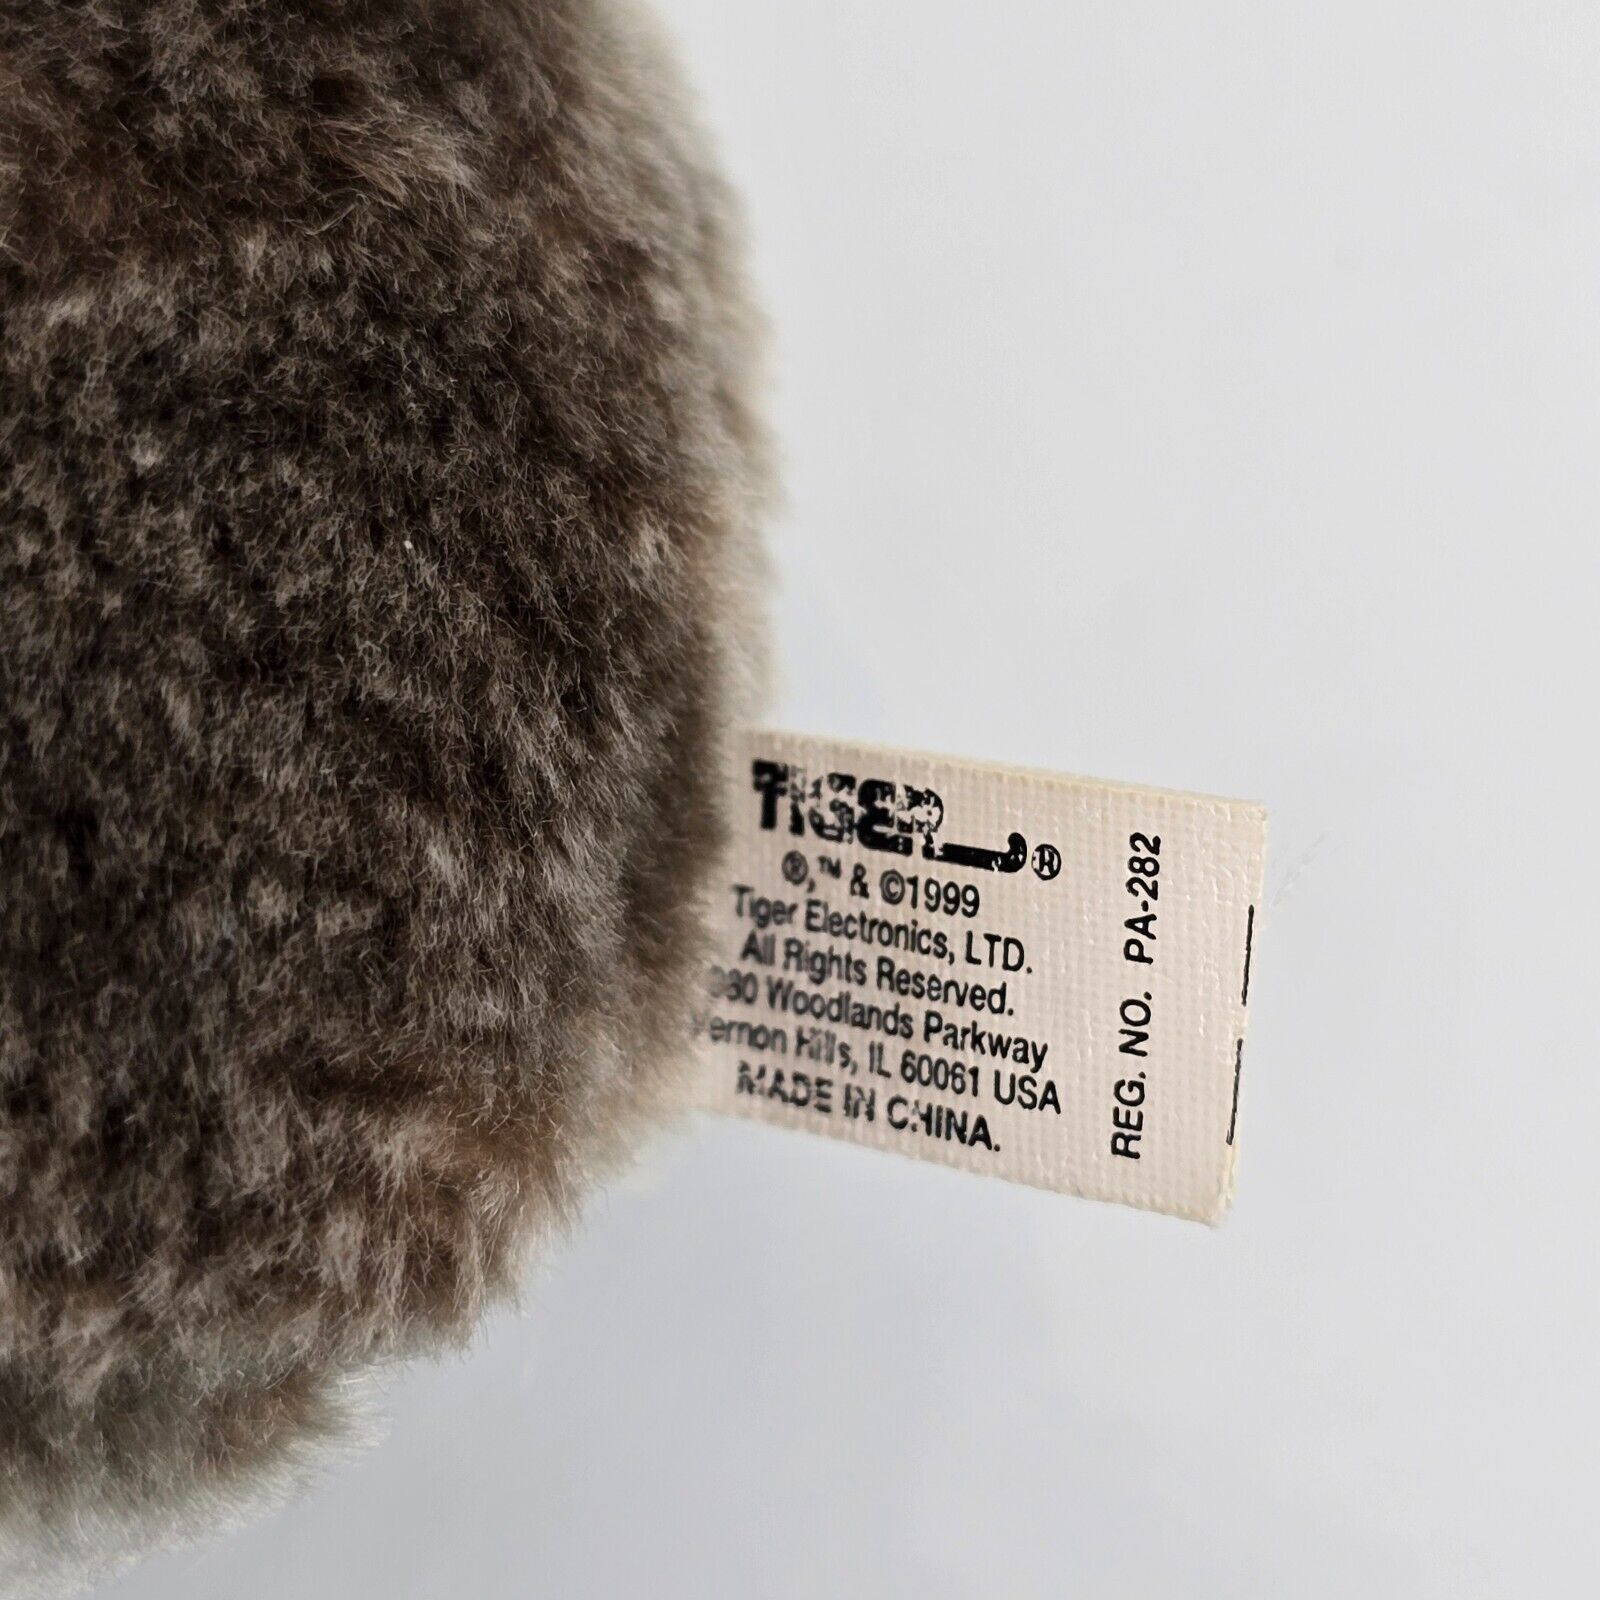 TIGER®
®,™ & ©1999
Tiger Electronics, LTD.
All Rights Reserved.
Woodlands Parkway
Vernon Hills, IL 60061 USA
MADE IN CHINA.
REG. NO. PA-282